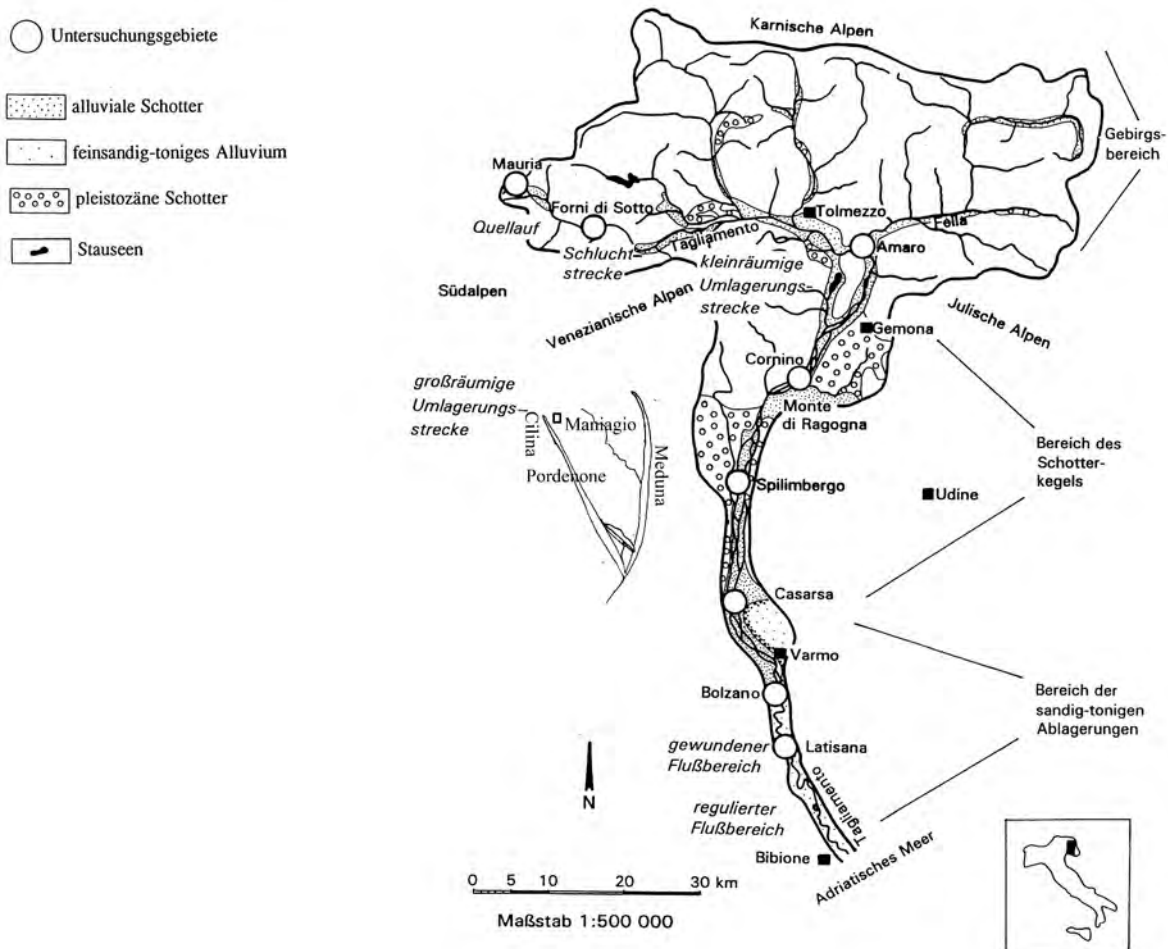 Untersuchungsgebiete
alluviale Schotter
feinsandig-toniges Alluvium
pleistozäne Schotter
Stauseen
Karnische Alpen
Gebirgs-
bereich
Mauria
Forni di Sotto
Tolmezzo
Fella
Quellauf
Tagliamento
Amaro
Schlucht-
strecke
kleinräumige
Umlagerungs-
strecke
Südalpen
Venezianische Alpen
Julische Alpen
Gemona
Cornino
großräumige
Umlagerungs-
strecke
Maniagio
Cilina
Monte
di Ragogna
Bereich des
Schotter-
kegels
Meduna
Pordenone
Spilimbergo
Udine
Casarsa
Varmo
Bolzano
Bereich der
sandig-tonigen
Ablagerungen
gewundener
Flußbereich
Latisana
N
Tagliamento
regulierter
Flußbereich
Bibione
Adriatisches Meer
0 5 10 20 30 km
Maßstab 1:500 000